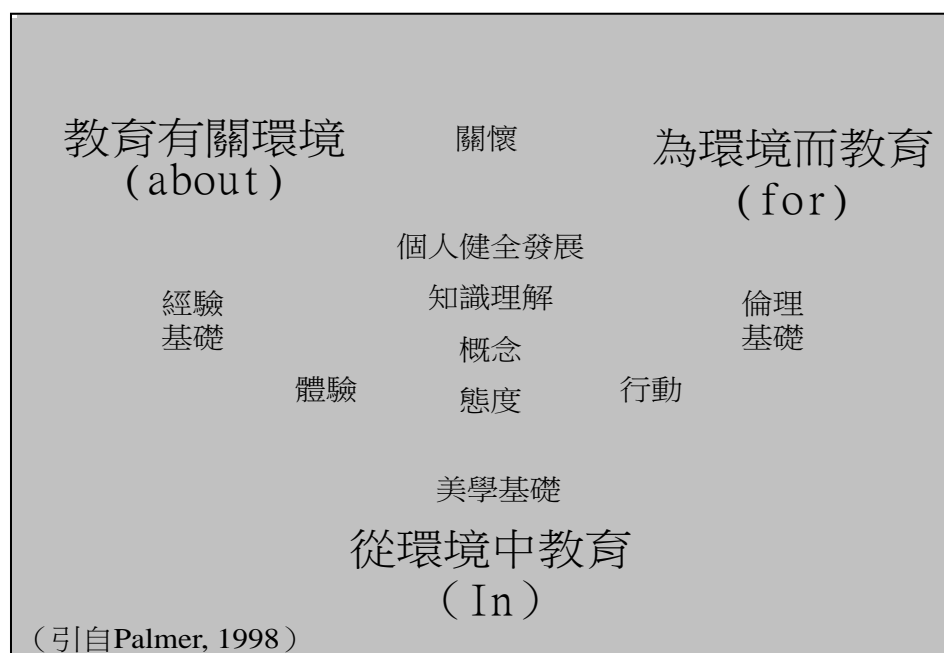 教育有關環境
(about)
關懷
為環境而教育
(for)
個人健全發展
經驗
基礎
知識理解
倫理
基礎
概念
體驗
態度
行動
美學基礎
從環境中教育
(In)
（引自Palmer, 1998）